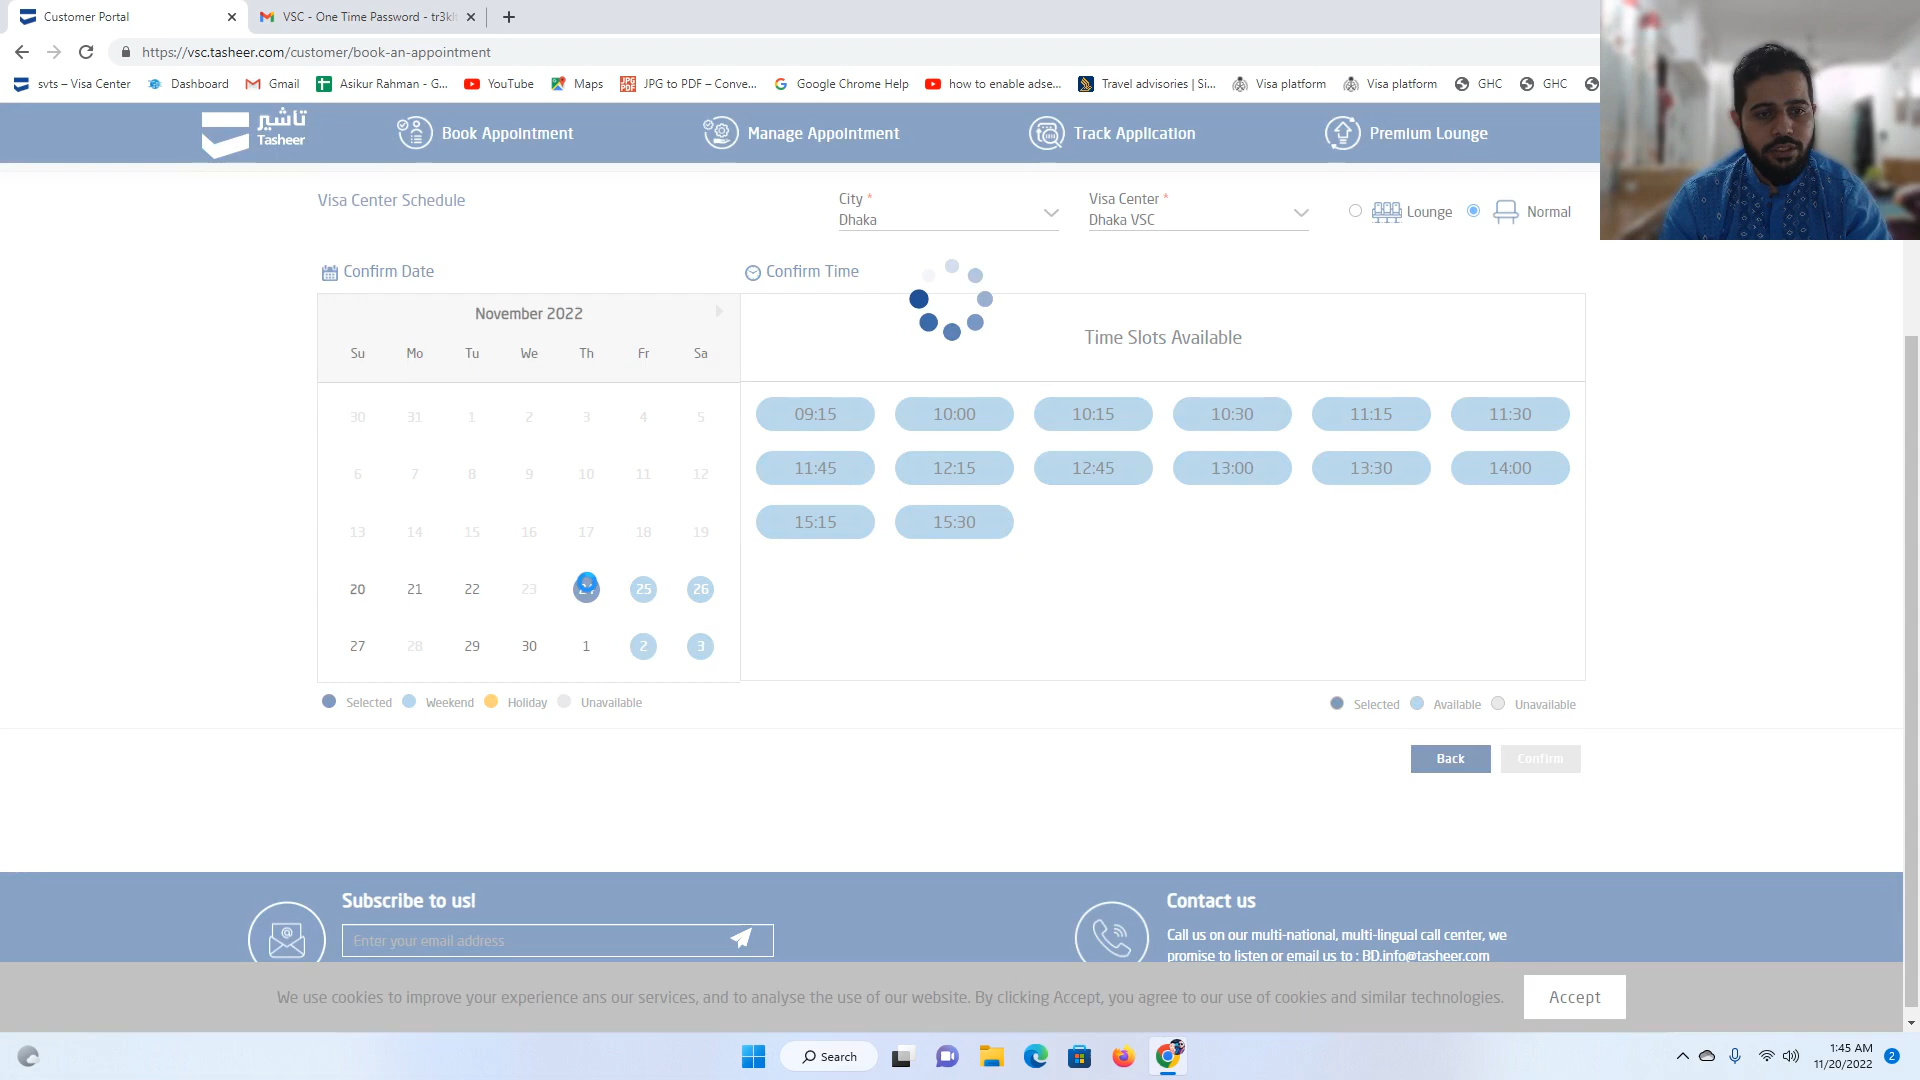 Customer Portal
VSC - One Time Password - tr3klt
https://vsc.tasheer.com/customer/book-an-appointment
svts – Visa Center
Dashboard
Gmail
Asikur Rahman - G...
YouTube
Maps
JPG to PDF – Conve...
Google Chrome Help
how to enable adse...
Travel advisories | Si...
Visa platform
Visa platform
GHC
GHC
تاشير
Tasheer
Book Appointment
Manage Appointment
Track Application
Premium Lounge
Visa Center Schedule
City *
Dhaka
Visa Center *
Dhaka VSC
Lounge
Normal
Confirm Date
Confirm Time
November 2022
Su Mo Tu We Th Fr Sa
30 31 1 2 3 4 5
6 7 8 9 10 11 12
13 14 15 16 17 18 19
20 21 22 23 25 26
27 28 29 30 1 2 3
Selected Weekend Holiday Unavailable
Time Slots Available
09:15 10:00 10:15 10:30 11:15 11:30
11:45 12:15 12:45 13:00 13:30 14:00
15:15 15:30
Selected Available Unavailable
Back
Confirm
Subscribe to us!
Enter your email address
Contact us
Call us on our multi-national, multi-lingual call center, we
promise to listen or email us to : BD.info@tasheer.com
We use cookies to improve your experience ans our services, and to analyse the use of our website. By clicking Accept, you agree to our use of cookies and similar technologies.
Accept
Search
1:45 AM
11/20/2022
2